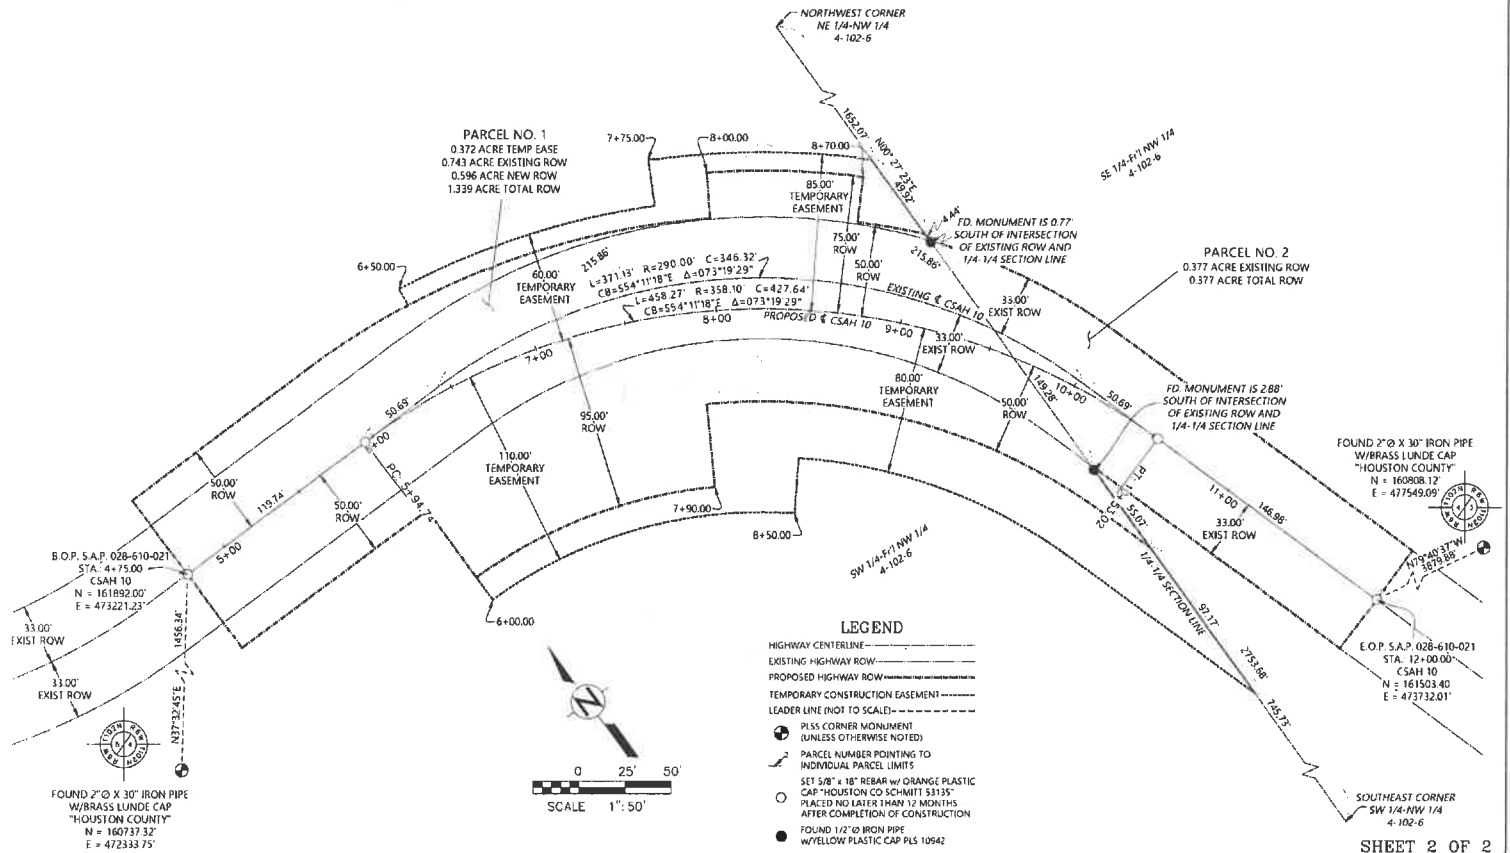 NORTHWEST CORNER
NE 1/4-NW 1/4
4-102-6
PARCEL NO. 1
0.372 ACRE TEMP EASE
0.743 ACRE EXISTING ROW
0.596 ACRE NEW ROW
1.339 ACRE TOTAL ROW
7+75.00
8+00.00
8+70.00
1652.07'
N00°27'23"E
49.92'
SE 1/4-Fr'l NW 1/4
4-102-6
85.00'
TEMPORARY
EASEMENT
4.44'
FD. MONUMENT IS 0.77'
SOUTH OF INTERSECTION
OF EXISTING ROW AND
1/4-1/4 SECTION LINE
75.00'
ROW
50.00'
ROW
215.86'
PARCEL NO. 2
0.377 ACRE EXISTING ROW
0.377 ACRE TOTAL ROW
6+50.00
60.00'
TEMPORARY
EASEMENT
215.86'
L=371.13' R=290.00' C=346.32'
CB=S54°11'18"E Δ=073°19'29"
L=458.27' R=358.10' C=427.64'
CB=S54°11'18"E Δ=073°19'29"
EXISTING ℄ CSAH 10
PROPOSED ℄ CSAH 10
33.00'
EXIST ROW
7+00
8+00
9+00
33.00'
EXIST ROW
80.00'
TEMPORARY
EASEMENT
149.28'
10+00
50.69'
50.00'
ROW
FD. MONUMENT IS 2.88'
SOUTH OF INTERSECTION
OF EXISTING ROW AND
1/4-1/4 SECTION LINE
50.69'
+00
95.00'
ROW
110.00'
TEMPORARY
EASEMENT
PC: 5+94.74
50.00'
ROW
119.74'
50.00'
ROW
5+00
7+90.00
8+50.00
6+00.00
SW 1/4-Fr'l NW 1/4
4-102-6
55.07'
11+00
146.98'
33.00'
EXIST ROW
1/4-1/4 SECTION LINE
97.17'
2753.68'
745.73'
FOUND 2"Ø X 30" IRON PIPE
W/BRASS LUNDE CAP
"HOUSTON COUNTY"
N = 160808.12'
E = 477549.09'
N79°40'37"W
3879.88'
B.O.P. S.A.P. 028-610-021
STA. 4+75.00
CSAH 10
N = 161892.00'
E = 473221.23'
33.00'
EXIST ROW
33.00'
EXIST ROW
1456.34'
N37°32'45"E
FOUND 2"Ø X 30" IRON PIPE
W/BRASS LUNDE CAP
"HOUSTON COUNTY"
N = 160737.32'
E = 472333.75'
E.O.P. S.A.P. 028-610-021
STA. 12+00.00
CSAH 10
N = 161503.40
E = 473732.01'
N
0 25' 50'
SCALE 1": 50'
LEGEND
HIGHWAY CENTERLINE
EXISTING HIGHWAY ROW
PROPOSED HIGHWAY ROW
TEMPORARY CONSTRUCTION EASEMENT
LEADER LINE (NOT TO SCALE)
PLSS CORNER MONUMENT
(UNLESS OTHERWISE NOTED)
PARCEL NUMBER POINTING TO
INDIVIDUAL PARCEL LIMITS
SET 5/8" x 18" REBAR w/ ORANGE PLASTIC
CAP "HOUSTON CO SCHMITT 53135"
PLACED NO LATER THAN 12 MONTHS
AFTER COMPLETION OF CONSTRUCTION
FOUND 1/2"Ø IRON PIPE
w/YELLOW PLASTIC CAP PLS 10942
SOUTHEAST CORNER
SW 1/4-NW 1/4
4-102-6
SHEET 2 OF 2